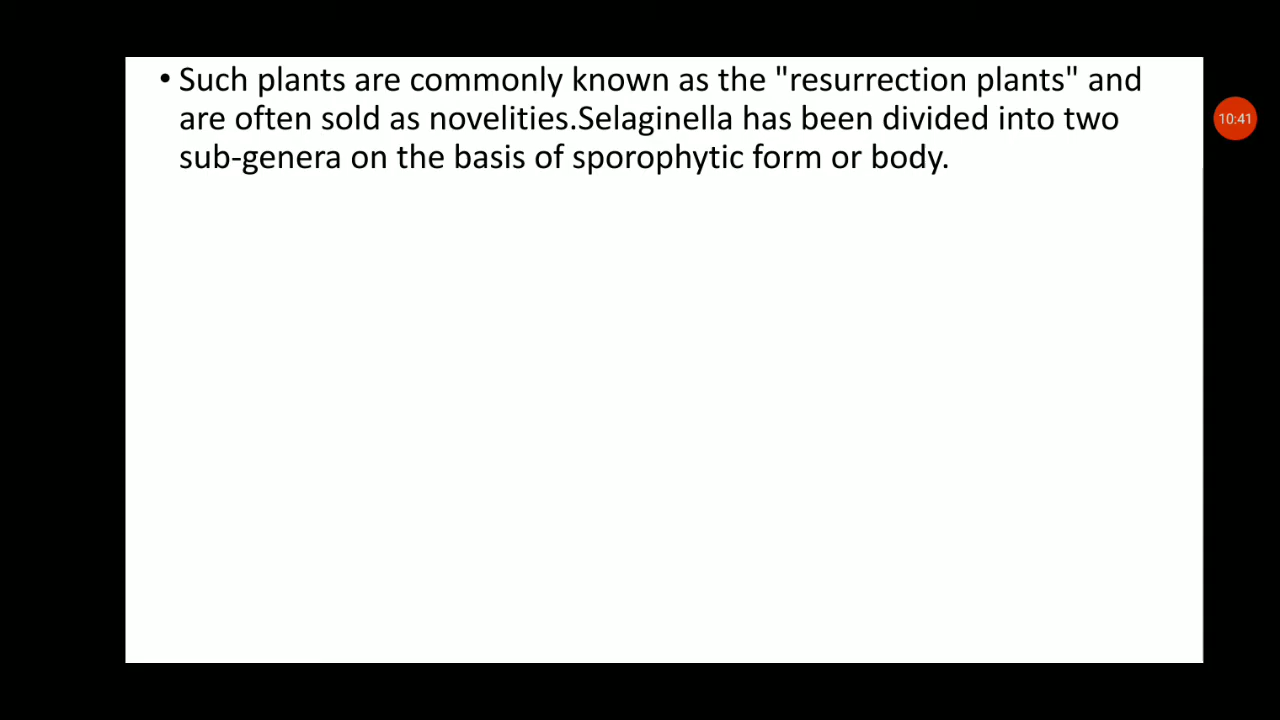 • Such plants are commonly known as the "resurrection plants" and
are often sold as novelities.Selaginella has been divided into two
sub-genera on the basis of sporophytic form or body.
10:41